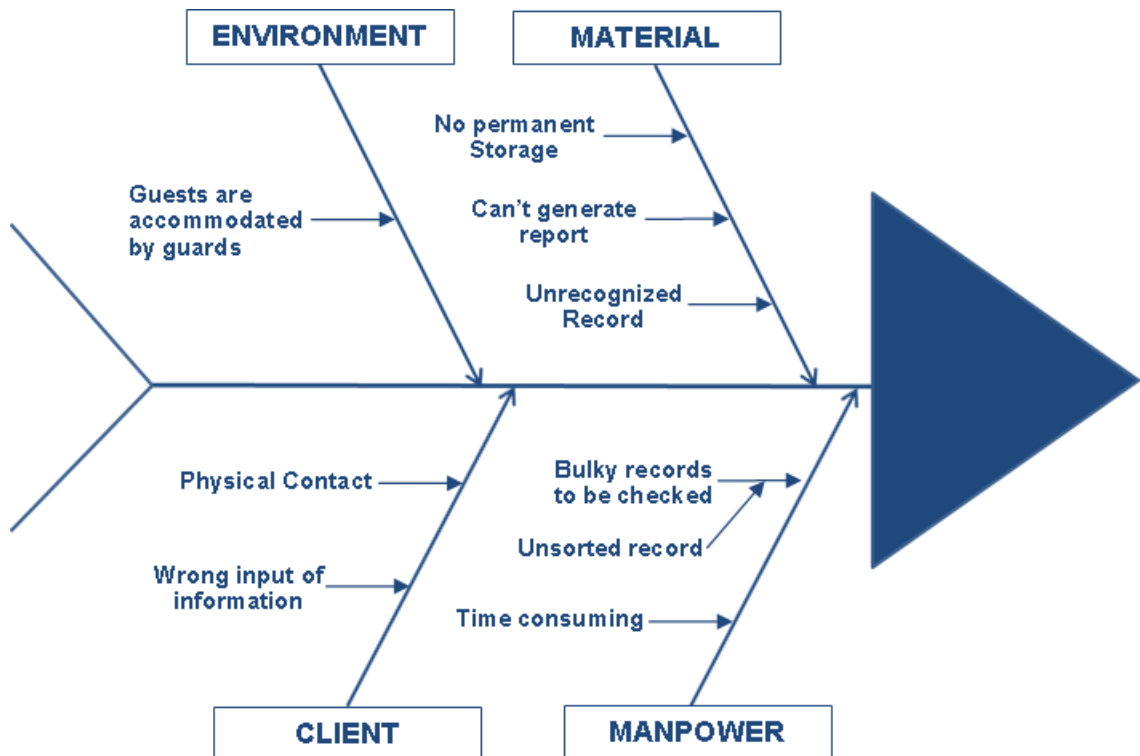 ENVIRONMENT
MATERIAL
No permanent
Storage
Guests are
accommodated
by guards
Can't generate
report
Unrecognized
Record
Physical Contact
Bulky records
to be checked
Unsorted record
Wrong input of
information
Time consuming
CLIENT
MANPOWER